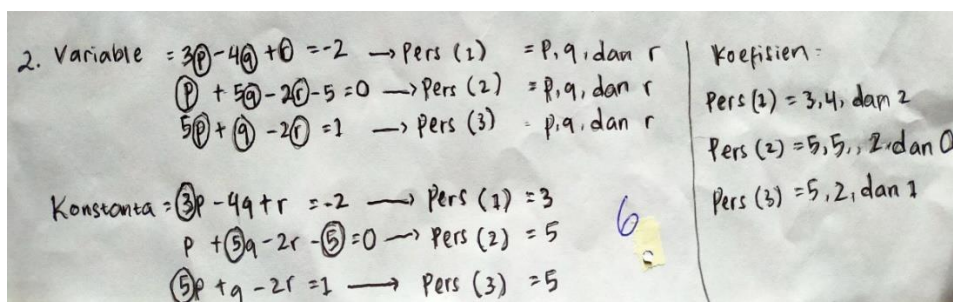 2. Variable = 3p - 4q + r = -2 → Pers (1) = p, q, dan r
p + 5q - 2r - 5 = 0 → Pers (2) = p, q, dan r
5p + q - 2r = 1 → Pers (3) = p, q, dan r
Konstanta = 3p - 4q + r = -2 → Pers (1) = 3
p + 5q - 2r - 5 = 0 → Pers (2) = 5
5p + q - 2r = 1 → Pers (3) = 5
6
Koefisien =
Pers (1) = 3, 4, dan 2
Pers (2) = 5, 5,, 2, dan 0
Pers (3) = 5, 2, dan 1